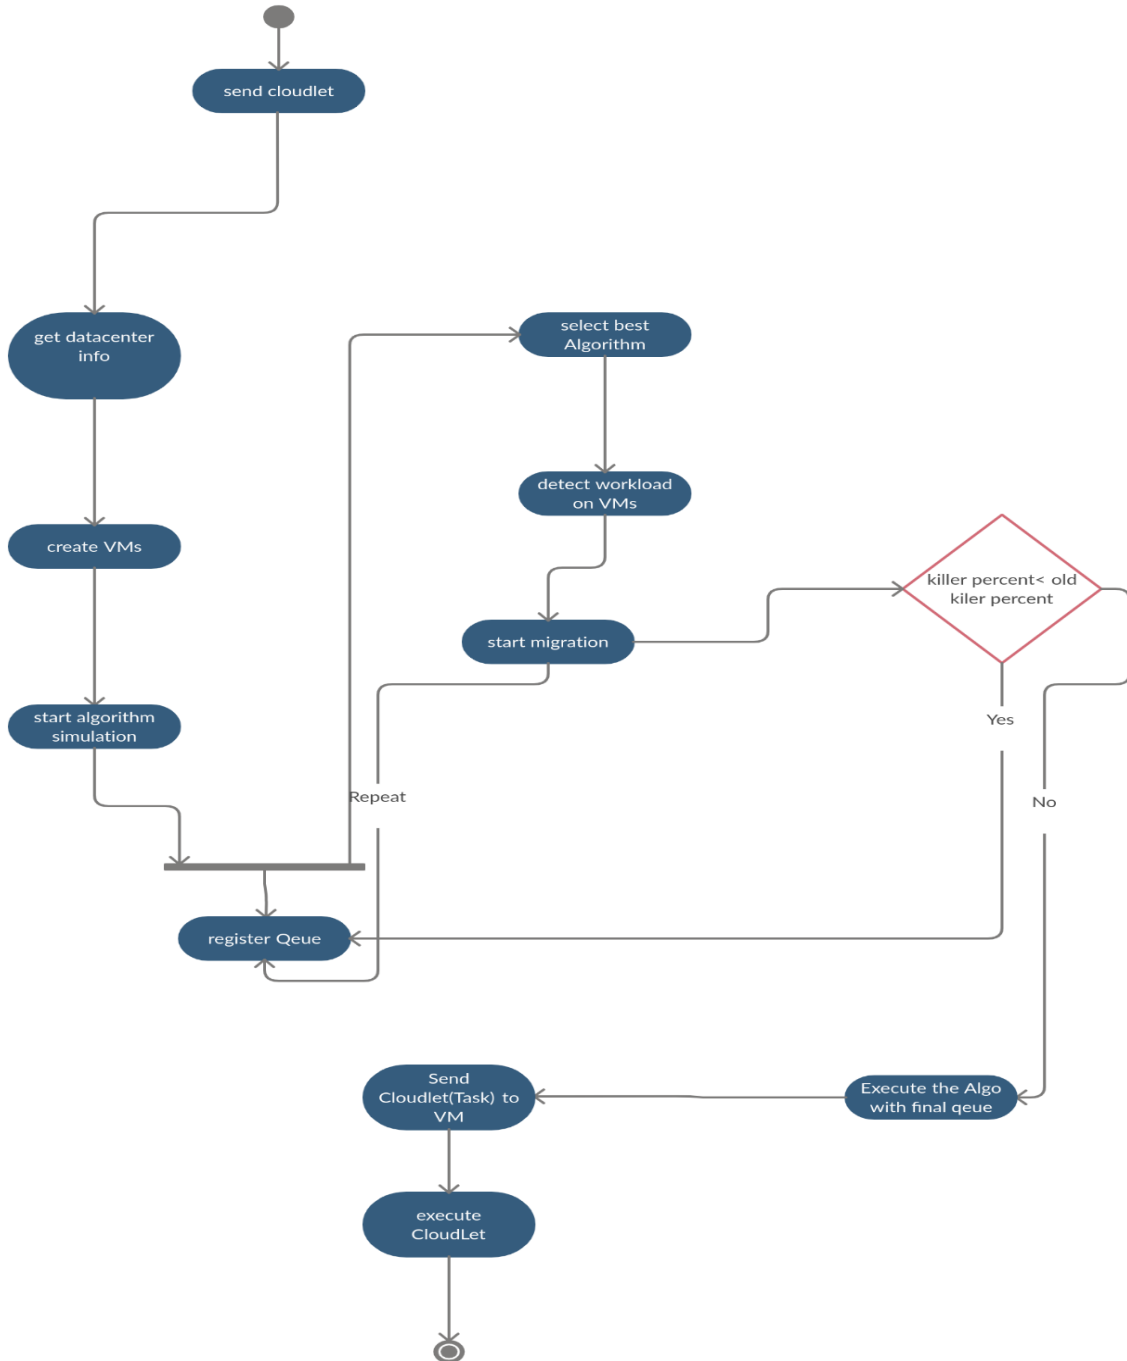 send cloudlet
get datacenter
info
select best
Algorithm
detect workload
on VMs
create VMs
killer percent< old
kiler percent
start migration
start algorithm
simulation
Yes
Repeat
No
register Qeue
Send
Cloudlet(Task) to
VM
Execute the Algo
with final qeue
execute
CloudLet